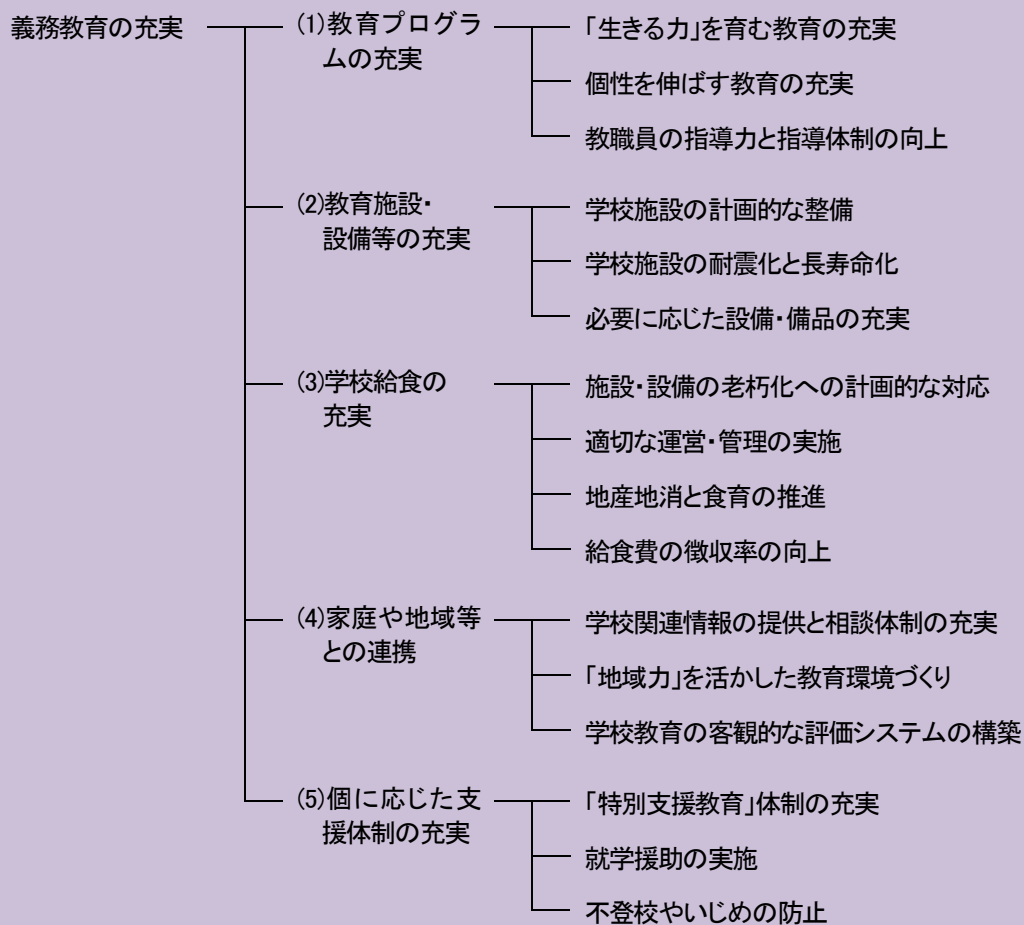 義務教育の充実
(1)教育プログラ
ムの充実
「生きる力」を育む教育の充実
個性を伸ばす教育の充実
教職員の指導力と指導体制の向上
(2)教育施設・
設備等の充実
学校施設の計画的な整備
学校施設の耐震化と長寿命化
必要に応じた設備・備品の充実
(3)学校給食の
充実
施設・設備の老朽化への計画的な対応
適切な運営・管理の実施
地産地消と食育の推進
給食費の徴収率の向上
(4)家庭や地域等
との連携
学校関連情報の提供と相談体制の充実
「地域力」を活かした教育環境づくり
学校教育の客観的な評価システムの構築
(5)個に応じた支
援体制の充実
「特別支援教育」体制の充実
就学援助の実施
不登校やいじめの防止